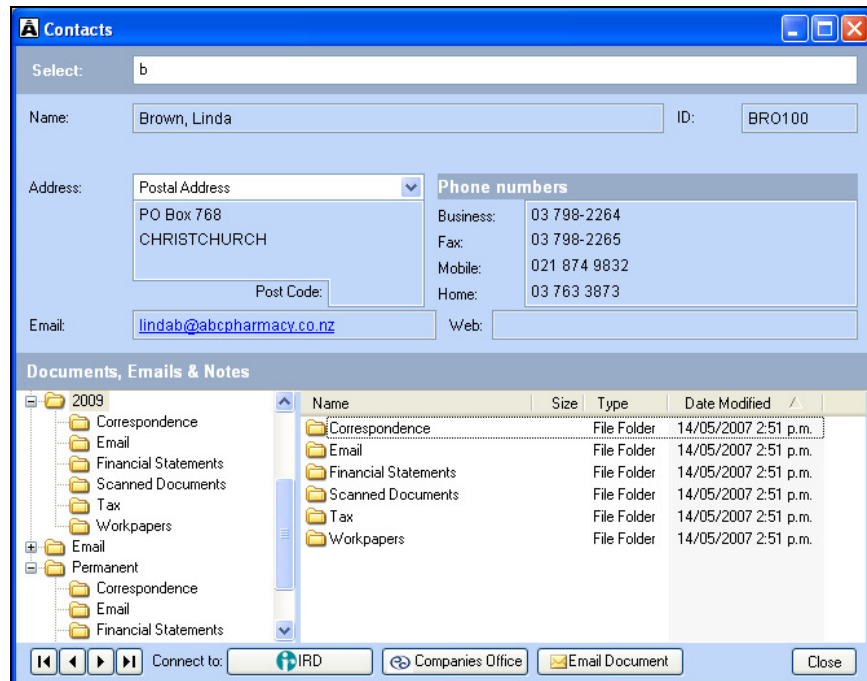 A Contacts
Select: b
Name: Brown, Linda ID: BRO100
Address: Postal Address Phone numbers
PO Box 768 Business: 03 798-2264
CHRISTCHURCH Fax: 03 798-2265
Mobile: 021 874 9832
Post Code: Home: 03 763 3873
Email: lindab@abcpharmacy.co.nz Web:
Documents, Emails & Notes
2009
Correspondence
Email
Financial Statements
Scanned Documents
Tax
Workpapers
Email
Permanent
Correspondence
Email
Financial Statements
Name Size Type Date Modified
Correspondence File Folder 14/05/2007 2:51 p.m.
Email File Folder 14/05/2007 2:51 p.m.
Financial Statements File Folder 14/05/2007 2:51 p.m.
Scanned Documents File Folder 14/05/2007 2:51 p.m.
Tax File Folder 14/05/2007 2:51 p.m.
Workpapers File Folder 14/05/2007 2:51 p.m.
Connect to: IRD Companies Office Email Document Close